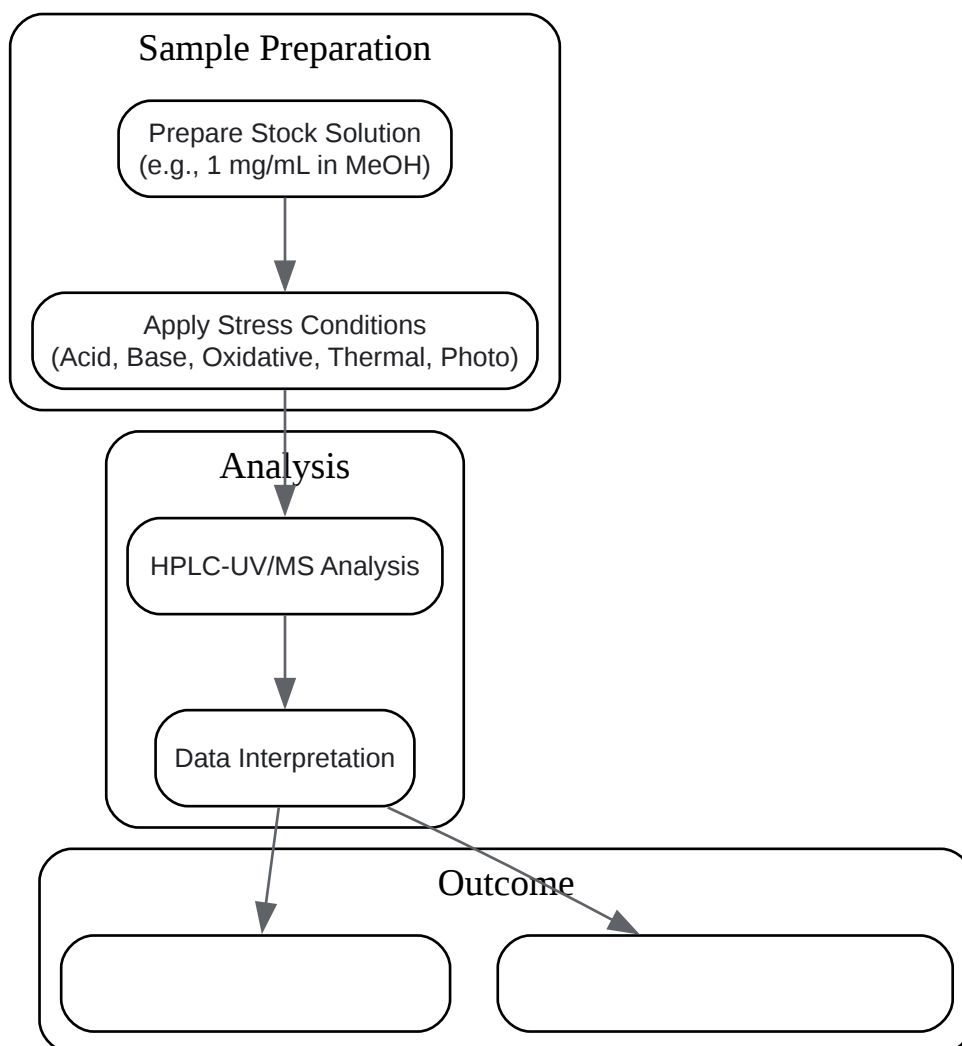 Sample Preparation
Prepare Stock Solution
(e.g., 1 mg/mL in MeOH)
Apply Stress Conditions
(Acid, Base, Oxidative, Thermal, Photo)
Analysis
HPLC-UV/MS Analysis
Data Interpretation
Outcome